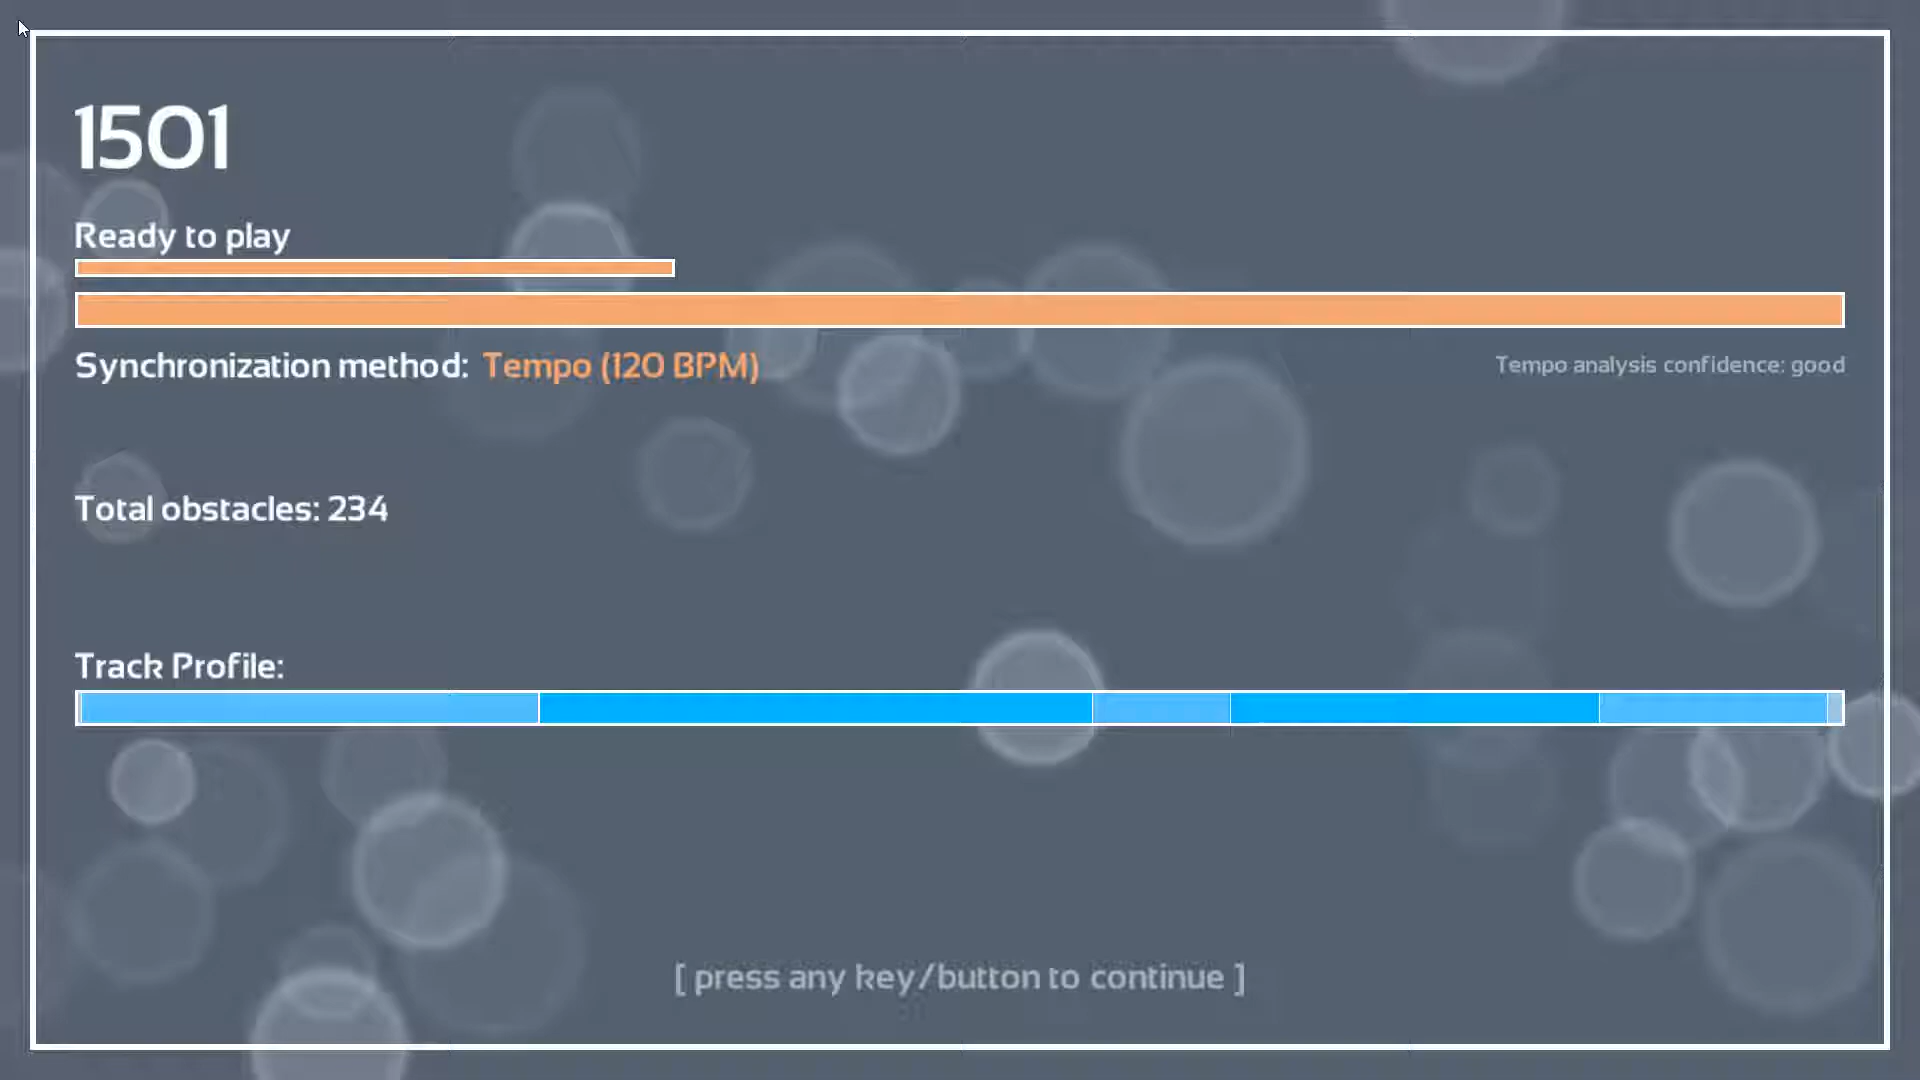 1501
Ready to play
Synchronization method: Tempo (120 BPM)
Tempo analysis confidence: good
Total obstacles: 234
Track Profile:
[ press any key/button to continue ]